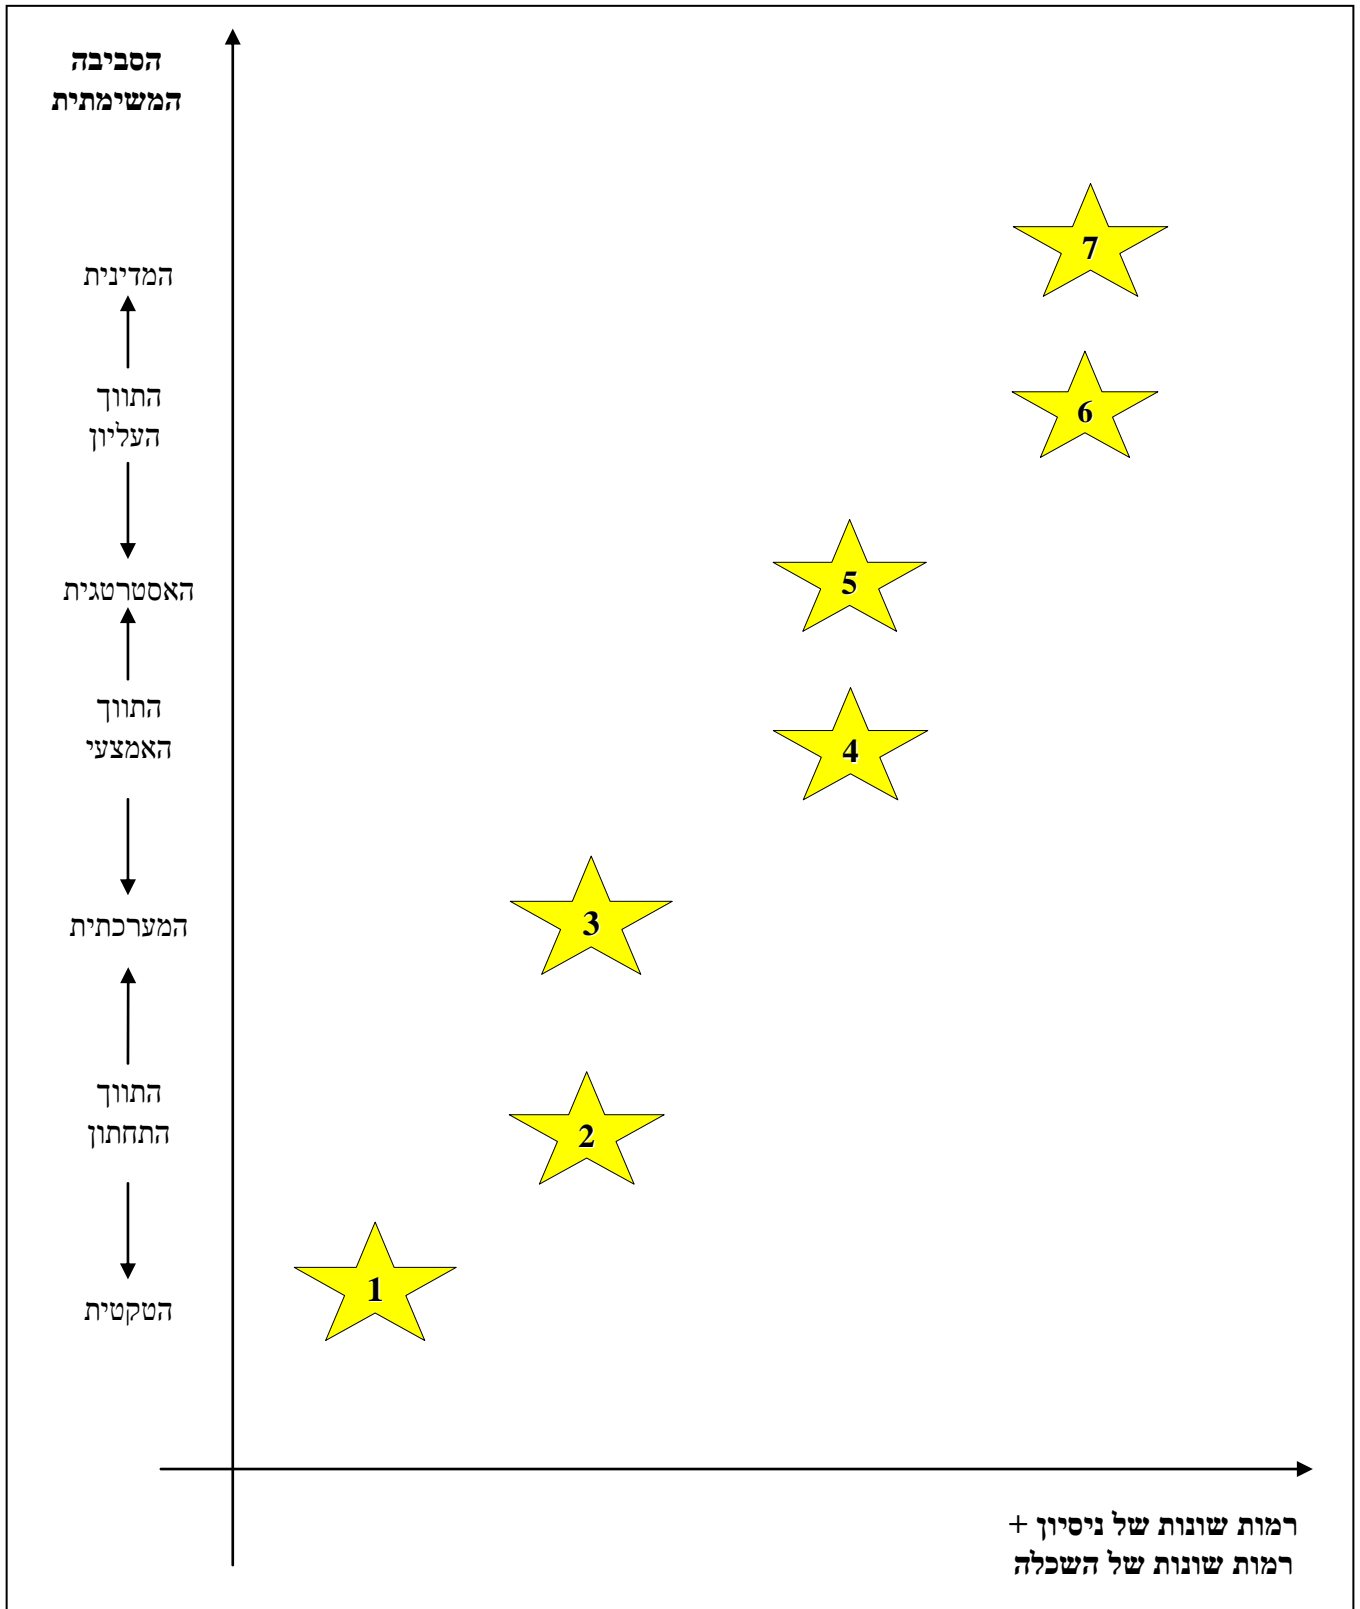 הסביבה
המשימתית
7
המדינית
6
התווך
העליון
5
האסטרטגית
התווך
האמצעי
4
3
המערכתית
התווך
התחתון
2
1
הטקטית
רמות שונות של ניסיון +
רמות שונות של השכלה